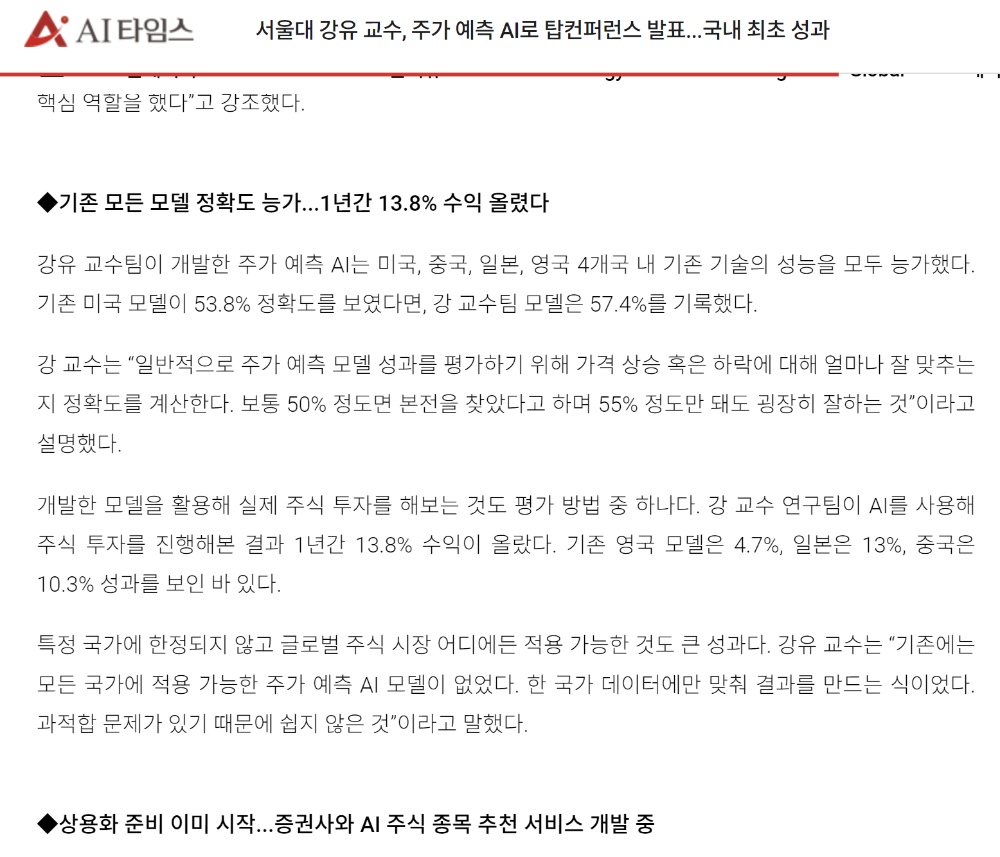 AI타임스
서울대 강유 교수, 주가 예측 AI로 탑컨퍼런스 발표...국내 최초 성과
핵심 역할을 했다”고 강조했다.
◆기존 모든 모델 정확도 능가...1년간 13.8% 수익 올렸다
강유 교수팀이 개발한 주가 예측 AI는 미국, 중국, 일본, 영국 4개국 내 기존 기술의 성능을 모두 능가했다.
기존 미국 모델이 53.8% 정확도를 보였다면, 강 교수팀 모델은 57.4%를 기록했다.
강 교수는 “일반적으로 주가 예측 모델 성과를 평가하기 위해 가격 상승 혹은 하락에 대해 얼마나 잘 맞추는
지 정확도를 계산한다. 보통 50% 정도면 본전을 찾았다고 하며 55% 정도만 돼도 굉장히 잘하는 것”이라고
설명했다.
개발한 모델을 활용해 실제 주식 투자를 해보는 것도 평가 방법 중 하나다. 강 교수 연구팀이 AI를 사용해
주식 투자를 진행해본 결과 1년간 13.8% 수익이 올랐다. 기존 영국 모델은 4.7%, 일본은 13%, 중국은
10.3% 성과를 보인 바 있다.
특정 국가에 한정되지 않고 글로벌 주식 시장 어디에든 적용 가능한 것도 큰 성과다. 강유 교수는 “기존에는
모든 국가에 적용 가능한 주가 예측 AI 모델이 없었다. 한 국가 데이터에만 맞춰 결과를 만드는 식이었다.
과적합 문제가 있기 때문에 쉽지 않은 것”이라고 말했다.
◆상용화 준비 이미 시작...증권사와 AI 주식 종목 추천 서비스 개발 중